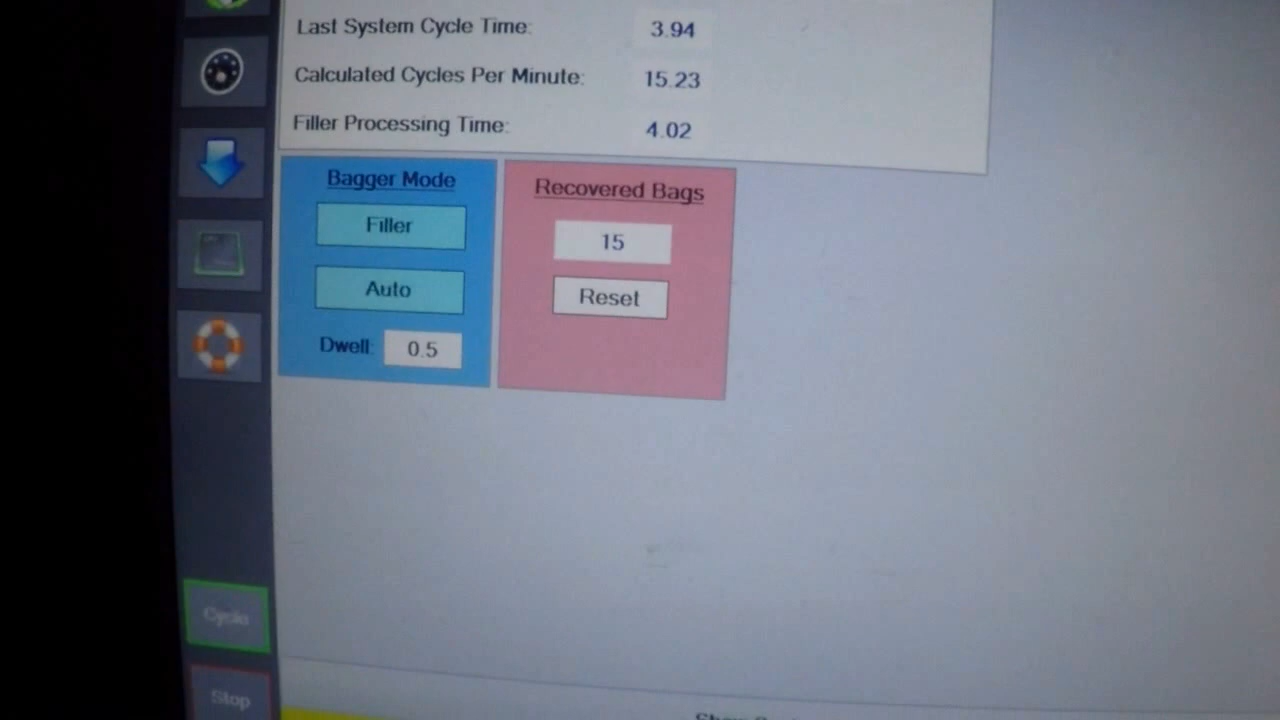 Last System Cycle Time: 3.94
Calculated Cycles Per Minute: 15.23
Filler Processing Time: 4.02
Bagger Mode
Filler
Auto
Dwell: 0.5
Recovered Bags
15
Reset
Cycle
Stop